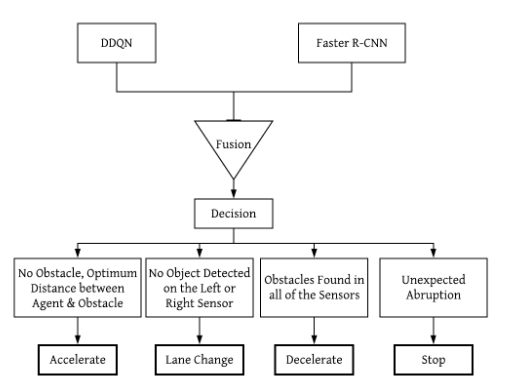 DDQN
Faster R-CNN
Fusion
Decision
No Obstacle, Optimum
Distance between
Agent & Obstacle
No Object Detected
on the Left or
Right Sensor
Obstacles Found in
all of the Sensors
Unexpected
Abruption
Accelerate
Lane Change
Decelerate
Stop